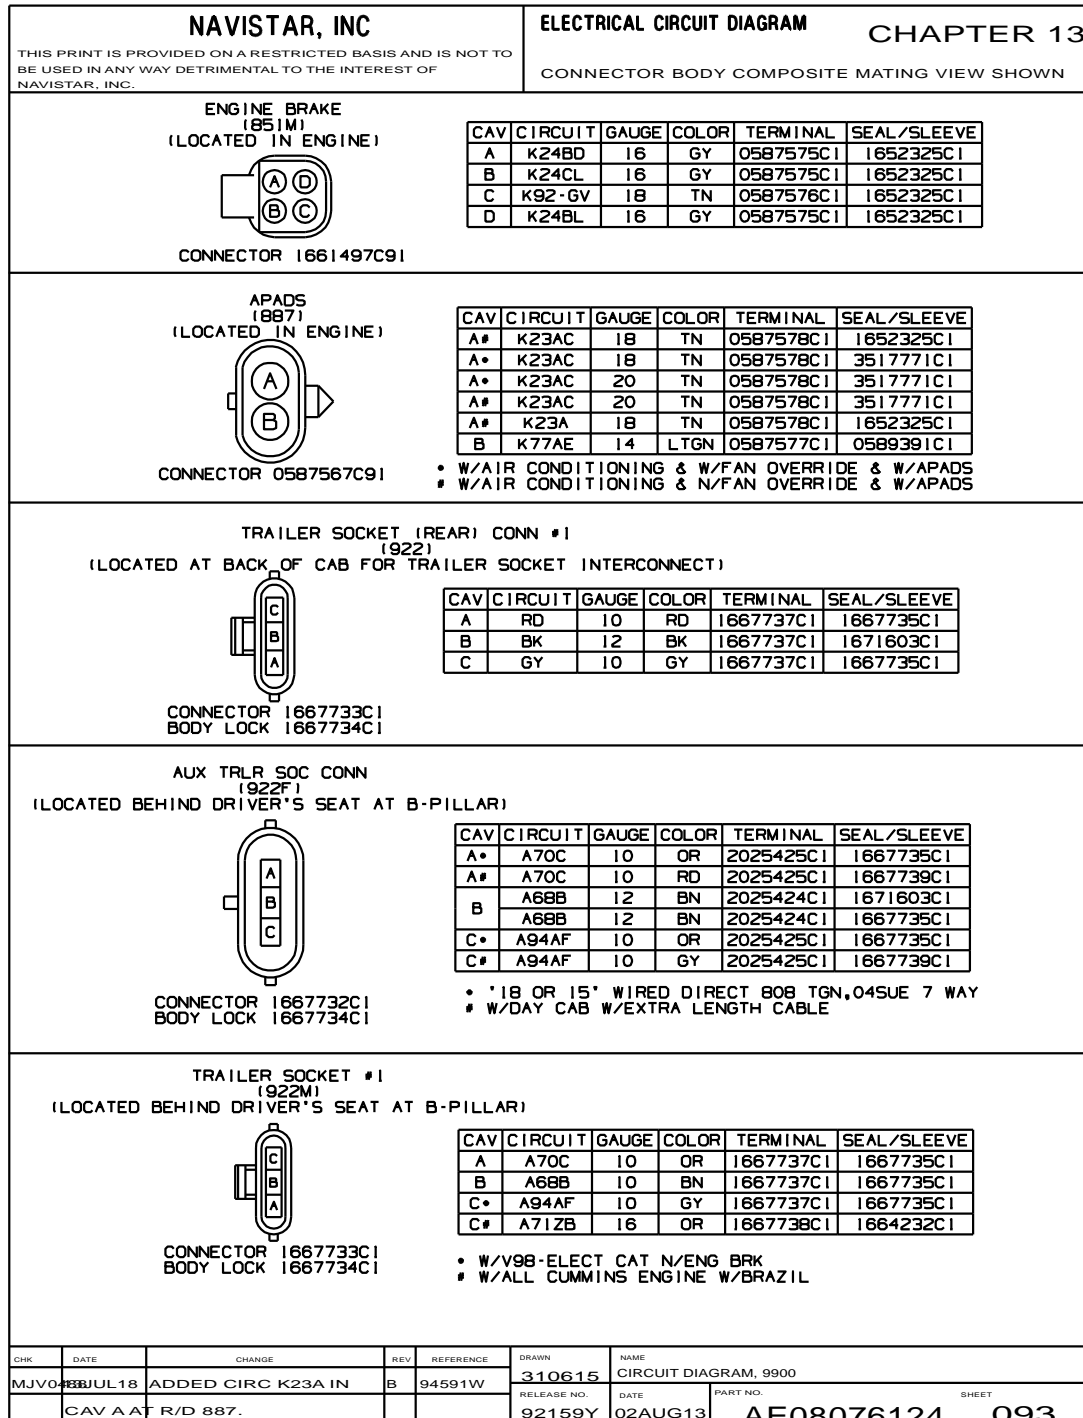 NAVISTAR, INC
THIS PRINT IS PROVIDED ON A RESTRICTED BASIS AND IS NOT TO
BE USED IN ANY WAY DETRIMENTAL TO THE INTEREST OF
NAVISTAR, INC.
ELECTRICAL CIRCUIT DIAGRAM
CHAPTER 13
CONNECTOR BODY COMPOSITE MATING VIEW SHOWN
ENGINE BRAKE
(851M)
(LOCATED IN ENGINE)
A D
B C
CONNECTOR 1661497C91
CAV CIRCUIT GAUGE COLOR TERMINAL SEAL/SLEEVE
A K24BD 16 GY 0587575C1 1652325C1
B K24CL 16 GY 0587575C1 1652325C1
C K92-GV 18 TN 0587576C1 1652325C1
D K24BL 16 GY 0587575C1 1652325C1
APADS
(887)
(LOCATED IN ENGINE)
A
B
CONNECTOR 0587567C91
CAV CIRCUIT GAUGE COLOR TERMINAL SEAL/SLEEVE
A# K23AC 18 TN 0587578C1 1652325C1
A• K23AC 18 TN 0587578C1 3517771C1
A• K23AC 20 TN 0587578C1 3517771C1
A# K23AC 20 TN 0587578C1 3517771C1
A# K23A 18 TN 0587578C1 1652325C1
B K77AE 14 LTGN 0587577C1 0589391C1
• W/AIR CONDITIONING & W/FAN OVERRIDE & W/APADS
# W/AIR CONDITIONING & N/FAN OVERRIDE & W/APADS
TRAILER SOCKET (REAR) CONN #1
(922)
(LOCATED AT BACK OF CAB FOR TRAILER SOCKET INTERCONNECT)
C
B
A
CONNECTOR 1667733C1
BODY LOCK 1667734C1
CAV CIRCUIT GAUGE COLOR TERMINAL SEAL/SLEEVE
A RD 10 RD 1667737C1 1667735C1
B BK 12 BK 1667737C1 1671603C1
C GY 10 GY 1667737C1 1667735C1
AUX TRLR SOC CONN
(922F)
(LOCATED BEHIND DRIVER'S SEAT AT B-PILLAR)
A
B
C
CONNECTOR 1667732C1
BODY LOCK 1667734C1
CAV CIRCUIT GAUGE COLOR TERMINAL SEAL/SLEEVE
A• A70C 10 OR 2025425C1 1667735C1
A# A70C 10 RD 2025425C1 1667739C1
B A68B 12 BN 2025424C1 1671603C1
A68B 12 BN 2025424C1 1667735C1
C• A94AF 10 OR 2025425C1 1667735C1
C# A94AF 10 GY 2025425C1 1667739C1
• '18 OR 15' WIRED DIRECT 808 TGN,04SUE 7 WAY
# W/DAY CAB W/EXTRA LENGTH CABLE
TRAILER SOCKET #1
(922M)
(LOCATED BEHIND DRIVER'S SEAT AT B-PILLAR)
C
B
A
CONNECTOR 1667733C1
BODY LOCK 1667734C1
CAV CIRCUIT GAUGE COLOR TERMINAL SEAL/SLEEVE
A A70C 10 OR 1667737C1 1667735C1
B A68B 10 BN 1667737C1 1667735C1
C• A94AF 10 GY 1667737C1 1667735C1
C# A71ZB 16 OR 1667738C1 1664232C1
• W/V98-ELECT CAT N/ENG BRK
# W/ALL CUMMINS ENGINE W/BRAZIL
CHK DATE CHANGE REV REFERENCE
ADDED CIRC K23A IN B 94591W
CAV A AT R/D 887.
DRAWN
310615
NAME
CIRCUIT DIAGRAM, 9900
RELEASE NO.
92159Y
DATE
02AUG13
PART NO.
AE08076124
SHEET
093